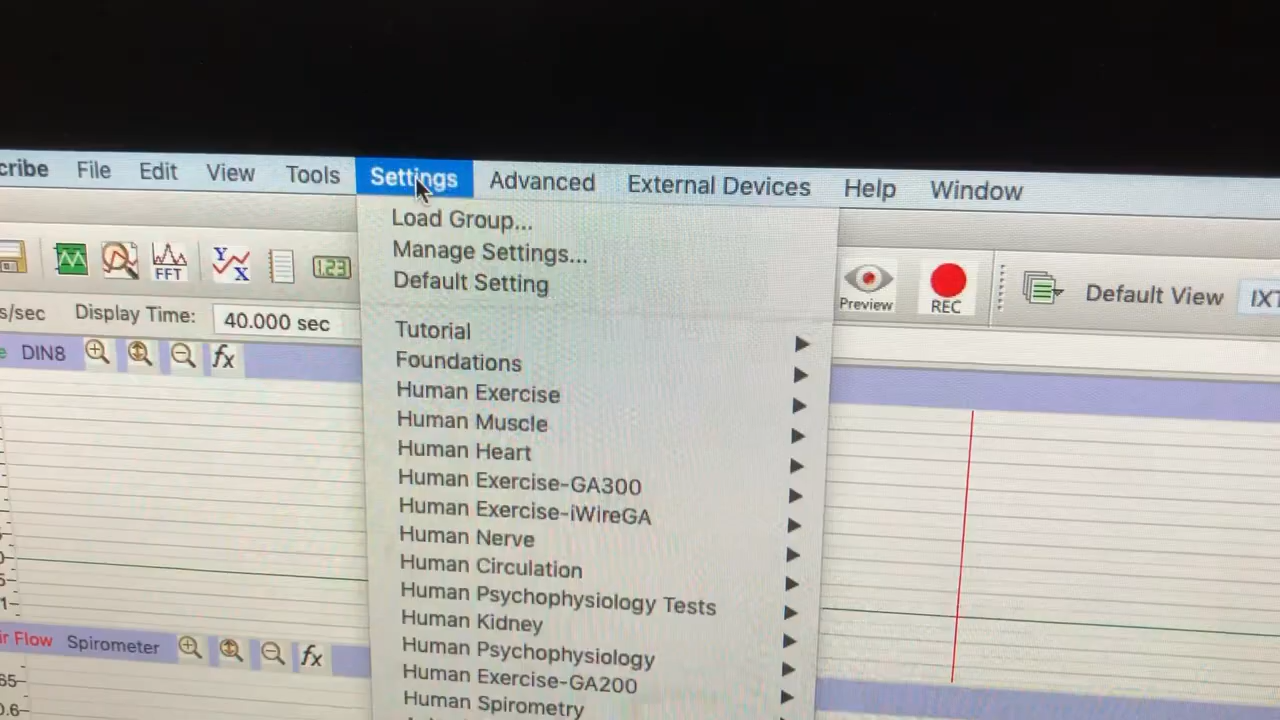 cribe File Edit View Tools Settings Advanced External Devices Help Window
Load Group...
Manage Settings...
Default Setting
FFT
Y
X
123
Preview
REC
Default View
IXT
s/sec Display Time: 40.000 sec
DIN8
fx
Tutorial
Foundations
Human Exercise
Human Muscle
Human Heart
Human Exercise-GA300
Human Exercise-iWireGA
Human Nerve
Human Circulation
Human Psychophysiology Tests
Human Kidney
Human Psychophysiology
Human Exercise-GA200
Human Spirometry
ir Flow Spirometer
fx